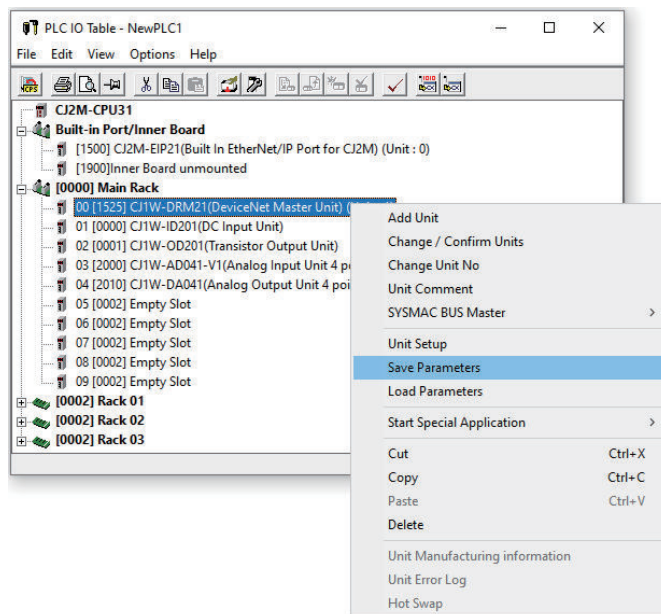 PLC IO Table - NewPLC1
File Edit View Options Help
CJ2M-CPU31
Built-in Port/Inner Board
[1500] CJ2M-EIP21(Built In EtherNet/IP Port for CJ2M) (Unit : 0)
[1900]Inner Board unmounted
[0000] Main Rack
00 [1525] CJ1W-DRM21(DeviceNet Master Unit)
01 [0000] CJ1W-ID201(DC Input Unit)
02 [0001] CJ1W-OD201(Transistor Output Unit)
03 [2000] CJ1W-AD041-V1(Analog Input Unit 4
04 [2010] CJ1W-DA041(Analog Output Unit 4 poi
05 [0002] Empty Slot
06 [0002] Empty Slot
07 [0002] Empty Slot
08 [0002] Empty Slot
09 [0002] Empty Slot
[0002] Rack 01
[0002] Rack 02
[0002] Rack 03
Add Unit
Change / Confirm Units
Change Unit No
Unit Comment
SYSMAC BUS Master
Unit Setup
Save Parameters
Load Parameters
Start Special Application
Cut Ctrl+X
Copy Ctrl+C
Paste Ctrl+V
Delete
Unit Manufacturing information
Unit Error Log
Hot Swap